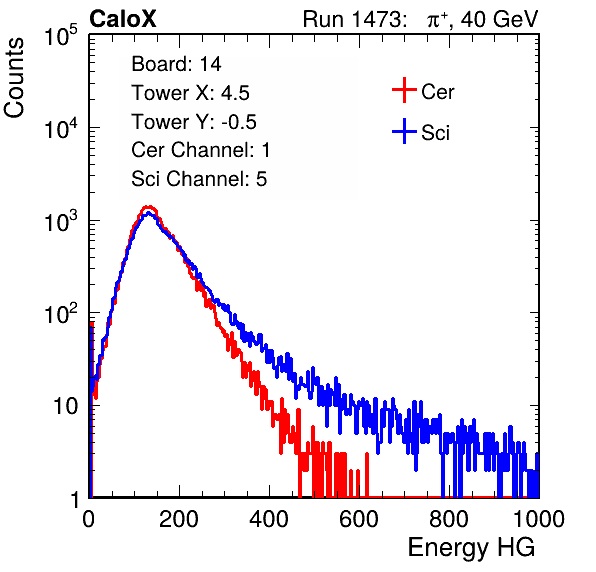 CaloX Run 1473: π⁺, 40 GeV
Counts
10⁵
10⁴
10³
10²
10
1
Board: 14
Tower X: 4.5
Tower Y: -0.5
Cer Channel: 1
Sci Channel: 5
Cer
Sci
0 200 400 600 800 1000
Energy HG